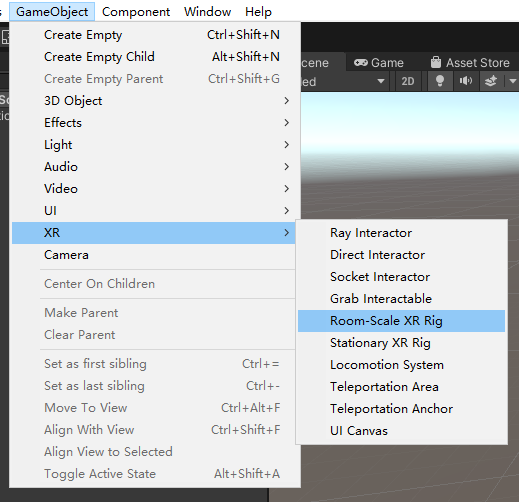 GameObject Component Window Help
Create Empty Ctrl+Shift+N
Create Empty Child Alt+Shift+N
Create Empty Parent Ctrl+Shift+G
3D Object
Effects
Light
Audio
Video
UI
XR
Camera
Center On Children
Make Parent
Clear Parent
Set as first sibling Ctrl+=
Set as last sibling Ctrl+-
Move To View Ctrl+Alt+F
Align With View Ctrl+Shift+F
Align View to Selected
Toggle Active State Alt+Shift+A
cene Game Asset Store
ed 2D
Ray Interactor
Direct Interactor
Socket Interactor
Grab Interactable
Room-Scale XR Rig
Stationary XR Rig
Locomotion System
Teleportation Area
Teleportation Anchor
UI Canvas